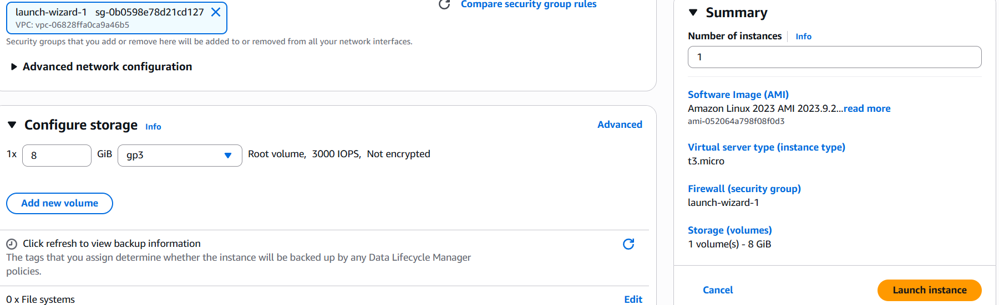 launch-wizard-1 sg-0b0598e78d21cd127
VPC: vpc-06828ffa0ca9a46b5
Compare security group rules
Security groups that you add or remove here will be added to or removed from all your network interfaces.
Advanced network configuration
Configure storage Info
Advanced
1x 8 GiB gp3 Root volume, 3000 IOPS, Not encrypted
Add new volume
Click refresh to view backup information
The tags that you assign determine whether the instance will be backed up by any Data Lifecycle Manager
policies.
0 x File systems
Edit
Summary
Number of instances Info
1
Software Image (AMI)
Amazon Linux 2023 AMI 2023.9.2...read more
ami-052064a798f08f0d3
Virtual server type (instance type)
t3.micro
Firewall (security group)
launch-wizard-1
Storage (volumes)
1 volume(s) - 8 GiB
Cancel
Launch instance